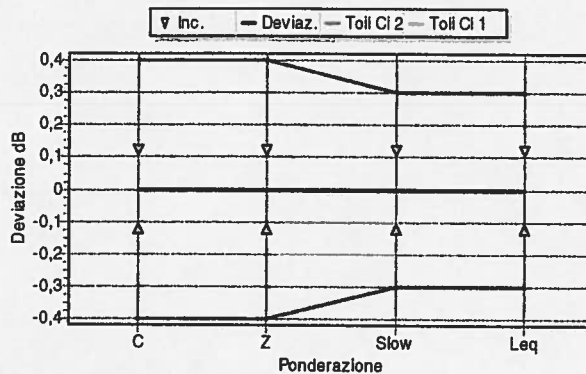 Inc. Deviaz. Toll Cl 2 Toll Cl 1
0,4
0,3
0,2
0,1
0
-0,1
-0,2
-0,3
-0,4
Deviazione dB
C Z Slow Leq
Ponderazione